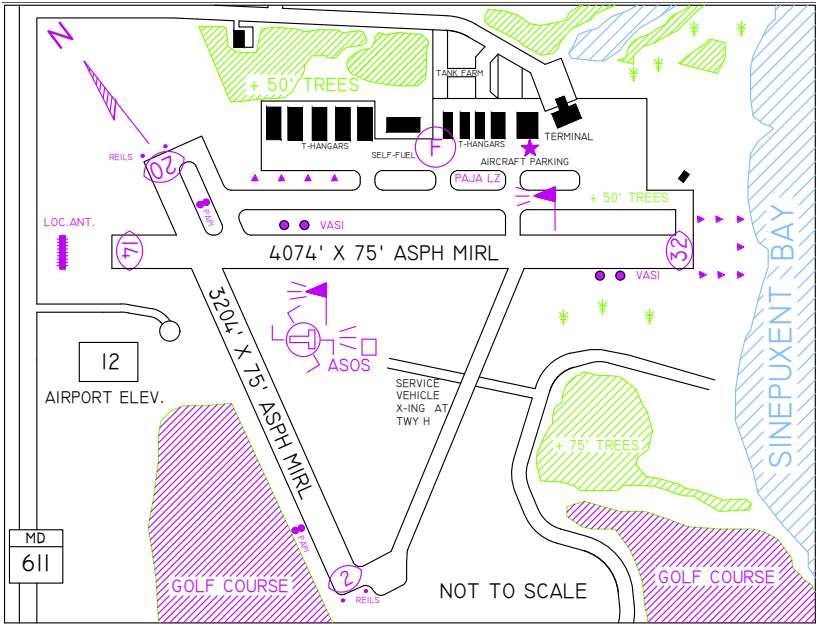 N
+ 50' TREES
TANK FARM
T-HANGARS
SELF-FUEL
F
T-HANGARS
TERMINAL
AIRCRAFT PARKING
REILS
20
PAJA LZ
+ 50' TREES
PAPI
LOC.ANT.
VASI
14
4074' X 75' ASPH MIRL
32
VASI
SINEPUXENT BAY
3204' X 75' ASPH MIRL
ASOS
12
AIRPORT ELEV.
SERVICE
VEHICLE
X-ING AT
TWY H
+ 75' TREES
PAPI
MD
611
GOLF COURSE
2
REILS
NOT TO SCALE
GOLF COURSE